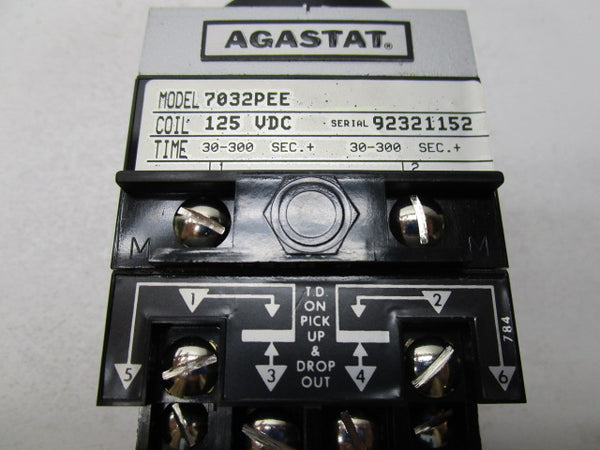 AGASTAT®
MODEL 7032PEE
COIL 125 VDC SERIAL 92321152
TIME 30-300 SEC.+ 30-300 SEC.+
1 2
M M
1 T.D. 2
ON
PICK
UP
5 3 & 4 6
DROP
OUT
784